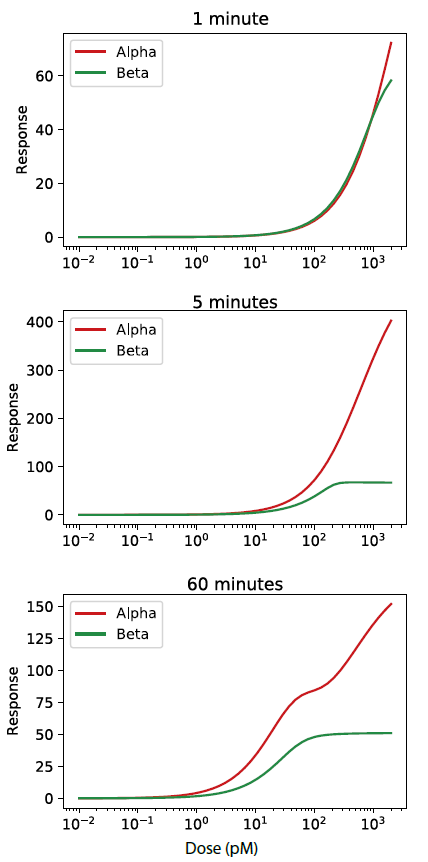 1 minute
Alpha
Beta
60
40
20
0
Response
10⁻² 10⁻¹ 10⁰ 10¹ 10² 10³
5 minutes
Alpha
Beta
400
300
200
100
0
Response
10⁻² 10⁻¹ 10⁰ 10¹ 10² 10³
60 minutes
Alpha
Beta
150
125
100
75
50
25
0
Response
10⁻² 10⁻¹ 10⁰ 10¹ 10² 10³
Dose (pM)